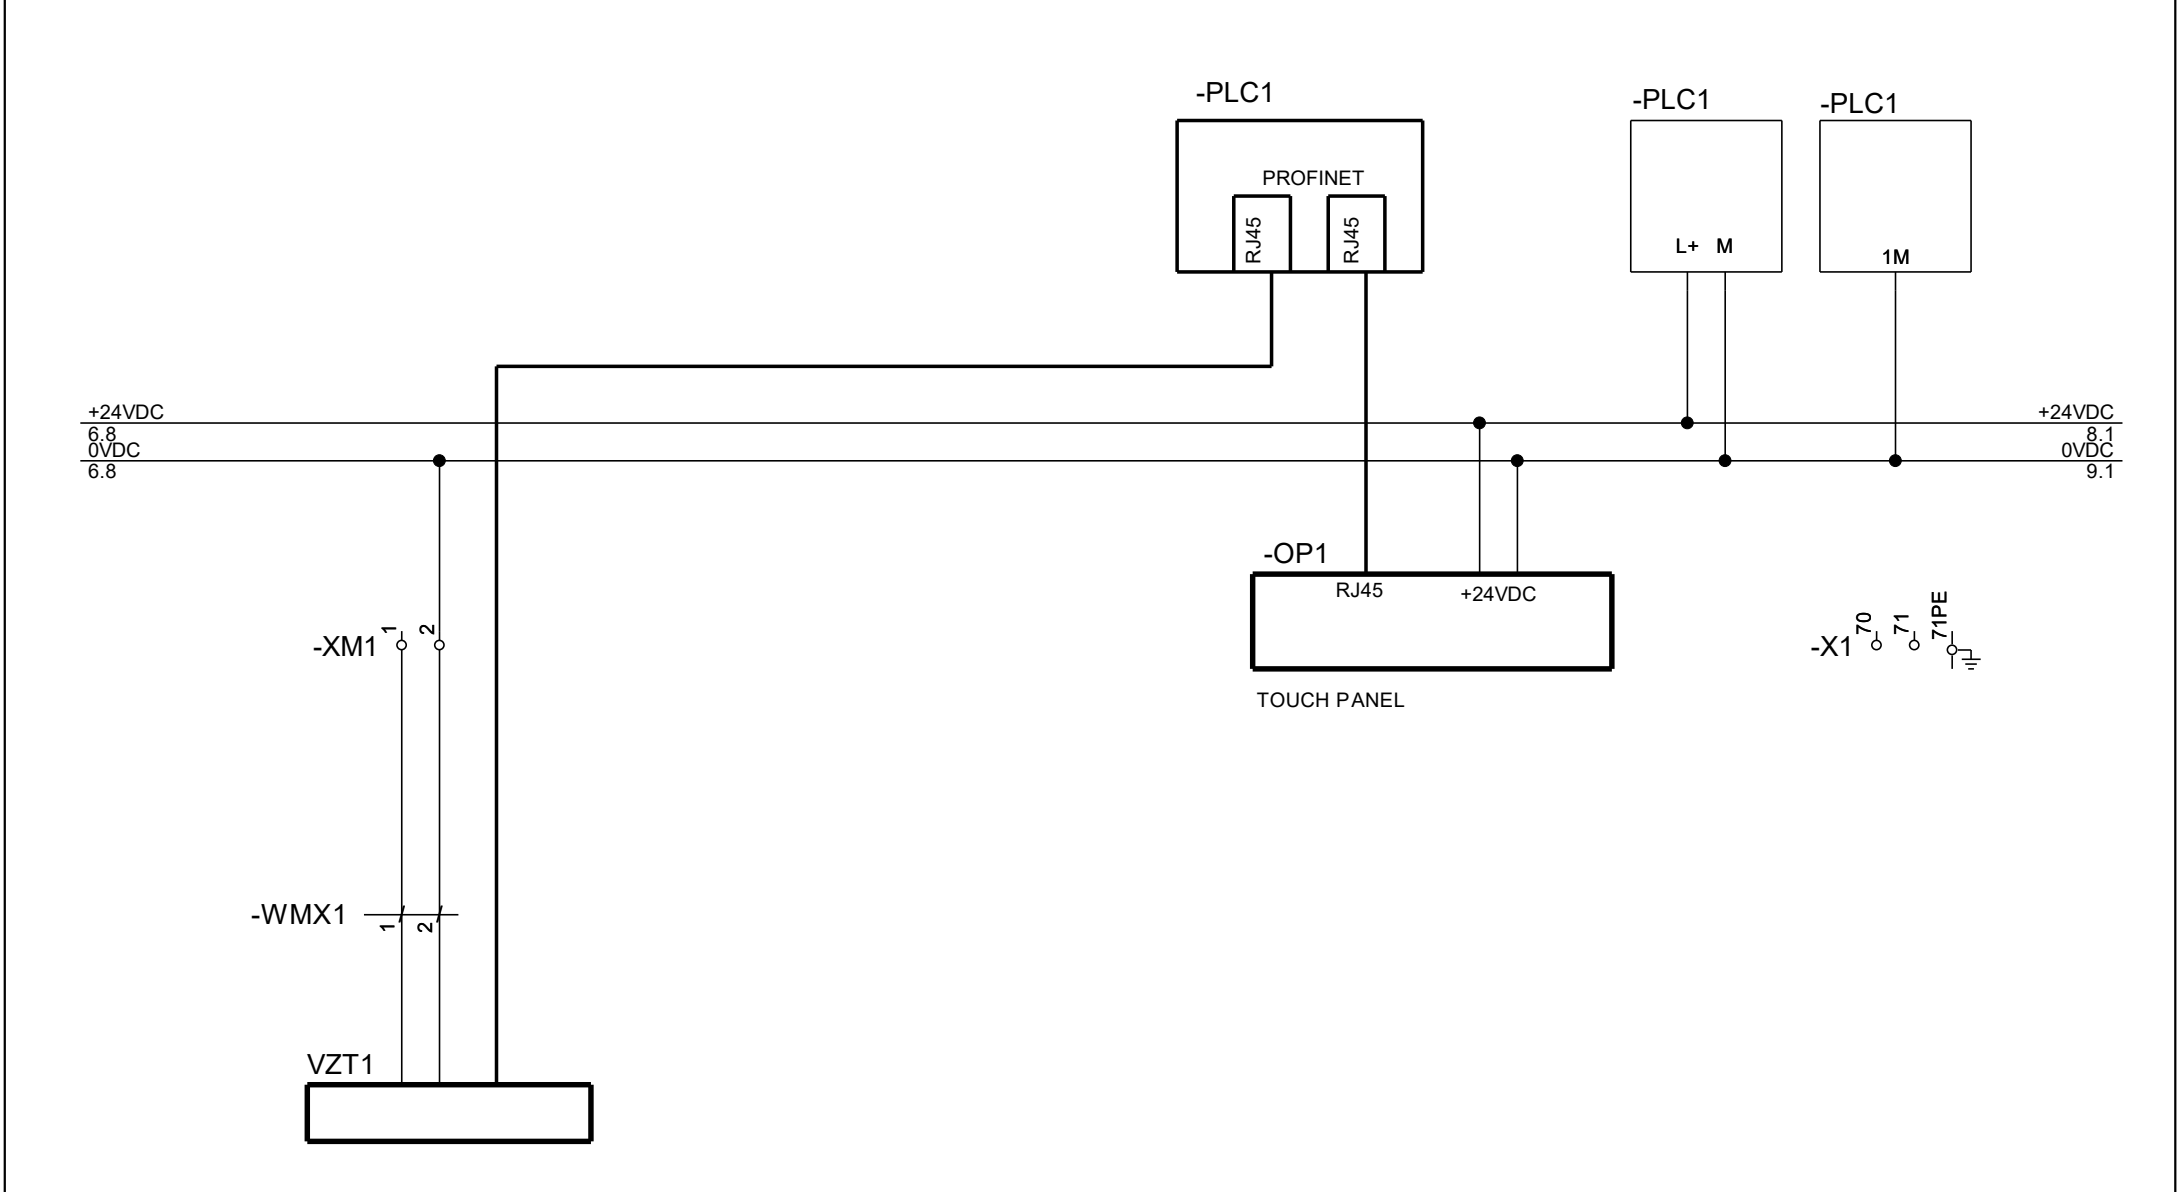 -PLC1
-PLC1
-PLC1
PROFINET
RJ45
RJ45
L+ M
1M
+24VDC
6.8
0VDC
6.8
+24VDC
8.1
0VDC
9.1
-OP1
RJ45
+24VDC
TOUCH PANEL
-XM1
1
2
-X1
70
71
71PE
-WMX1
1
2
VZT1